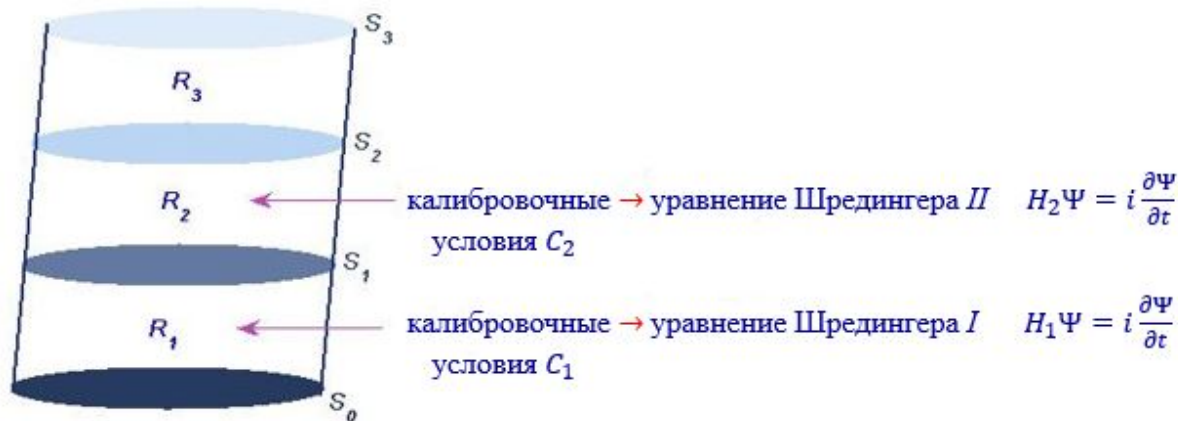 S₃
R₃
S₂
R₂ калибровочные → уравнение Шредингера II H₂Ψ = i ∂Ψ/∂t
условия C₂
S₁
R₁ калибровочные → уравнение Шредингера I H₁Ψ = i ∂Ψ/∂t
условия C₁
S₀